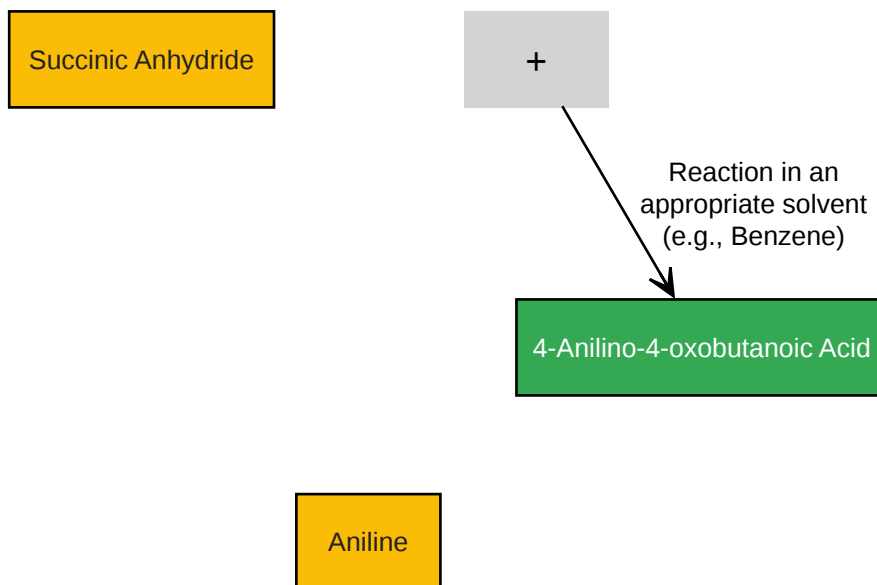 Succinic Anhydride
+
Reaction in an
appropriate solvent
(e.g., Benzene)
4-Anilino-4-oxobutanoic Acid
Aniline